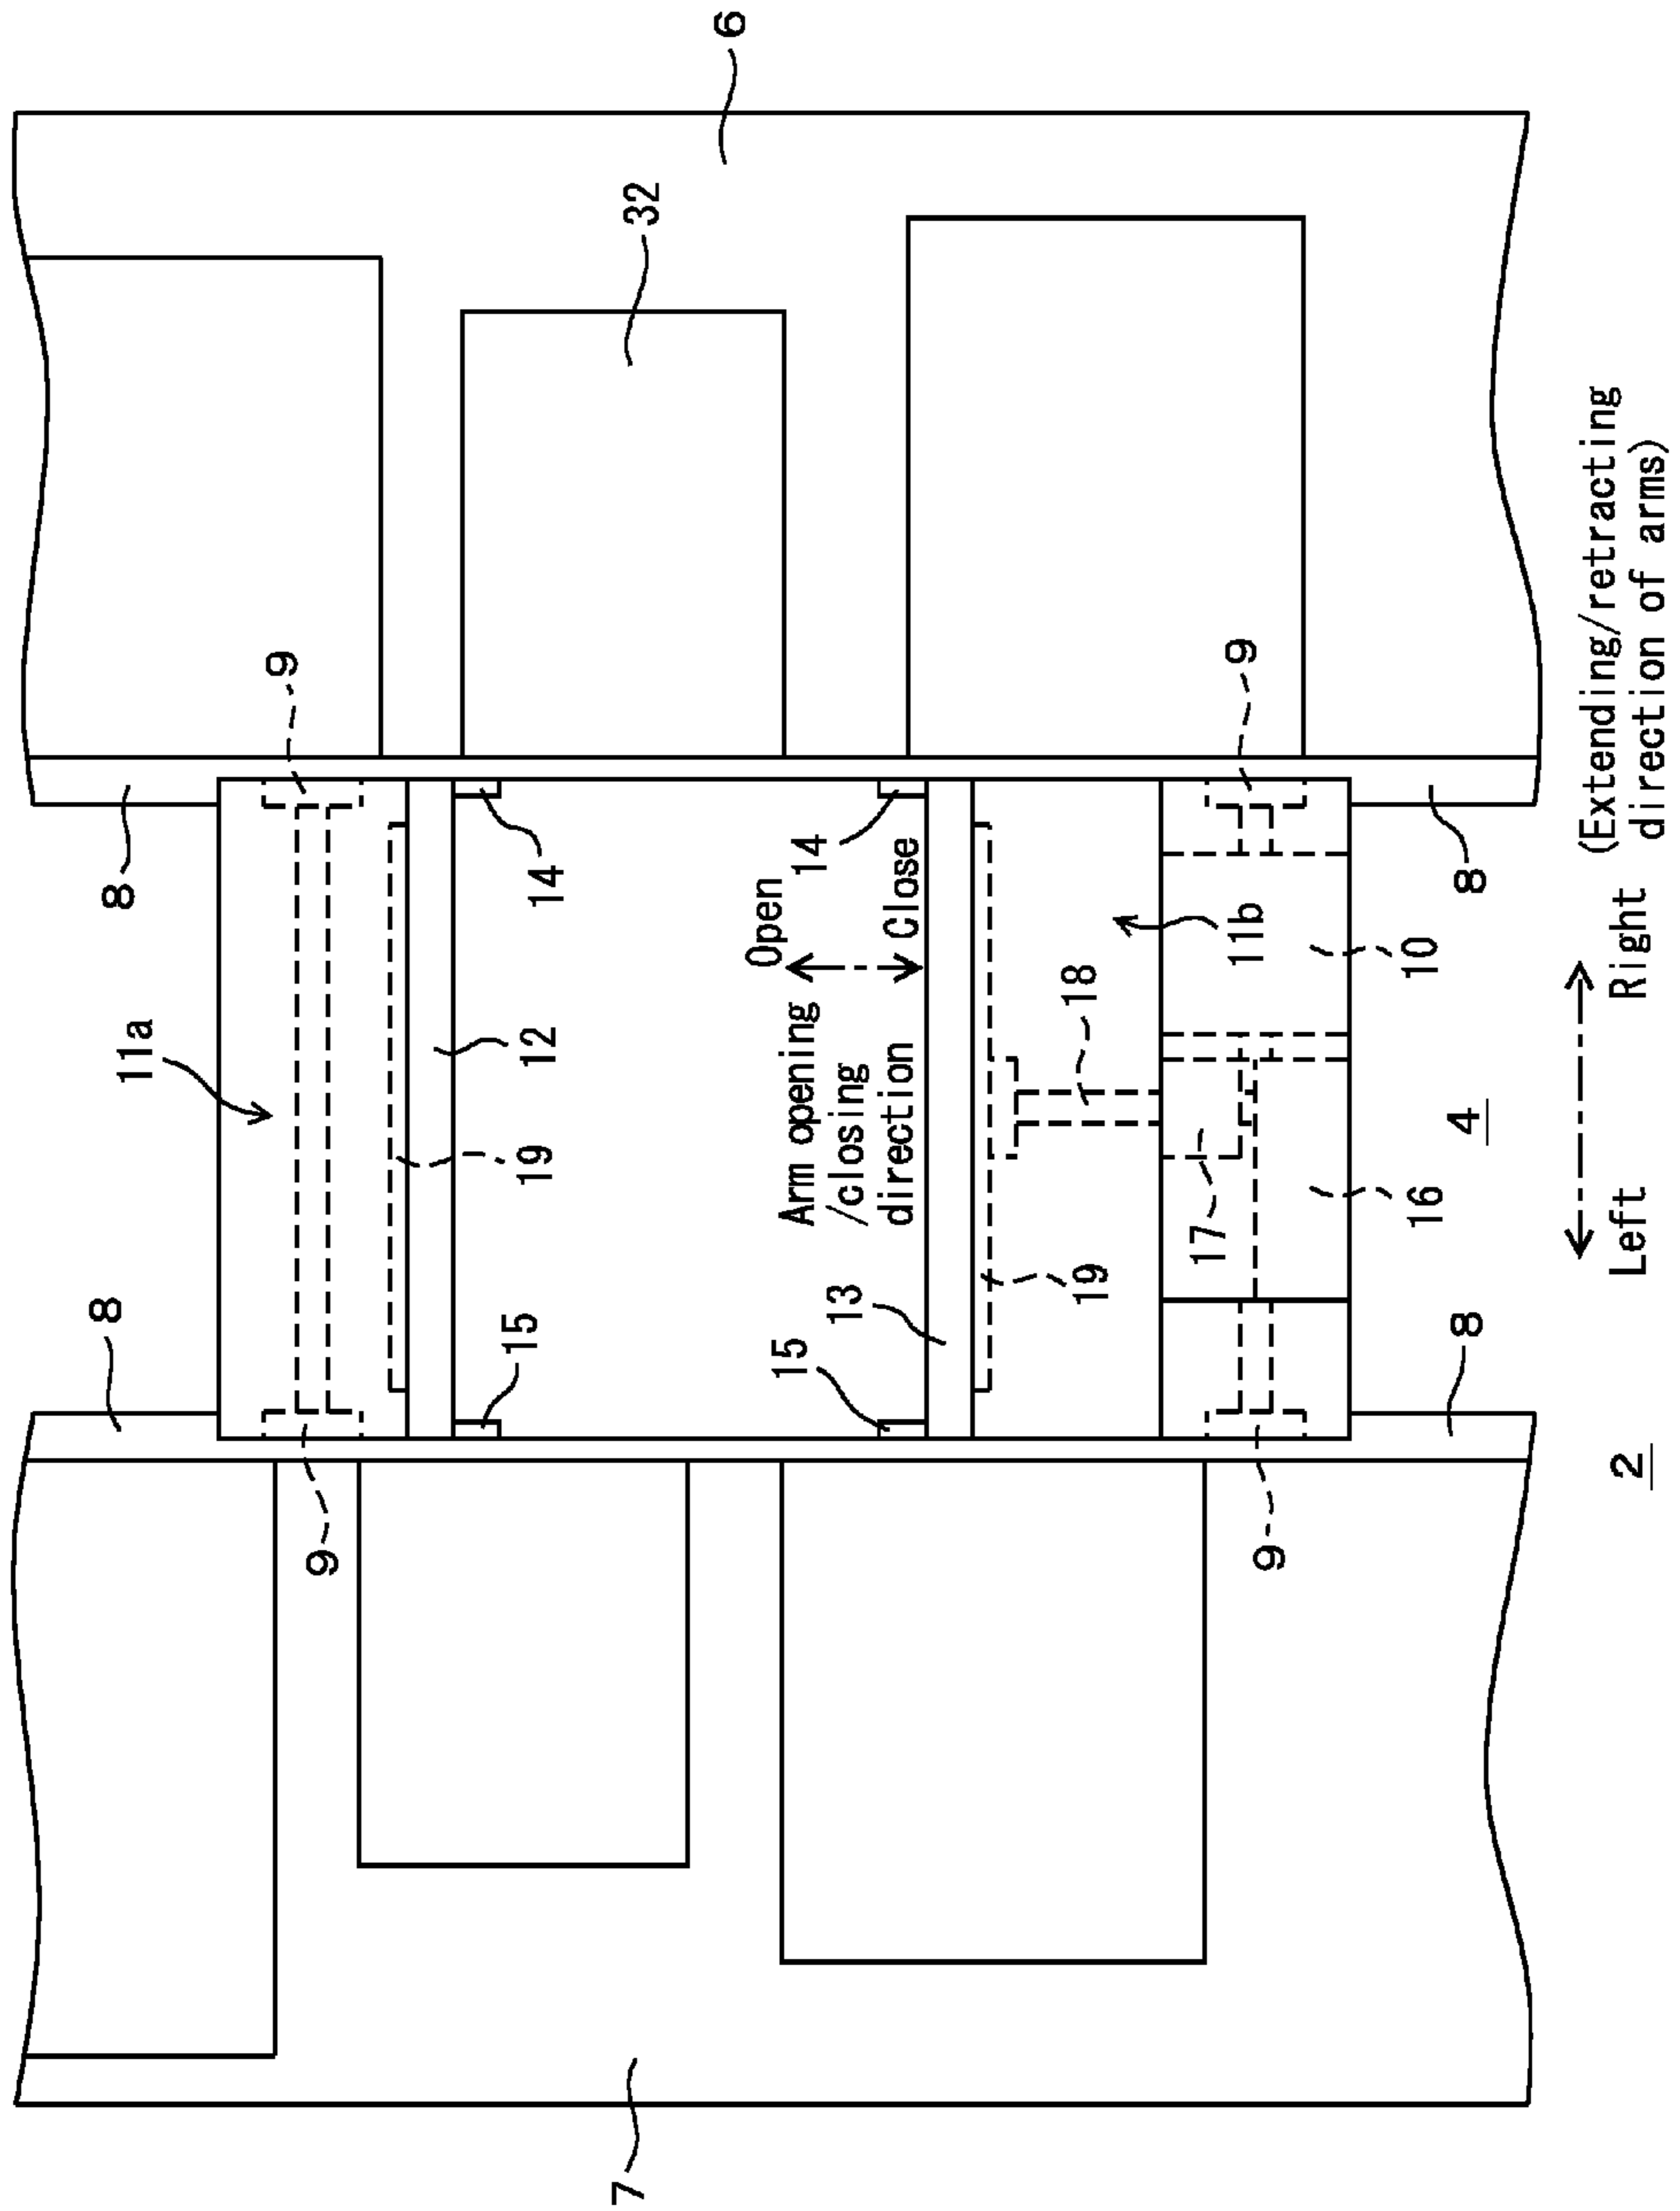 8
11a
8
9
9
15
19
12
14
7
32
6
Open
15
14
13
Arm opening
/closing
direction
Close
19
18
9
17
11b
9
16
10
8
4
8
2
Left
Right
(Extending/retracting
direction of arms)